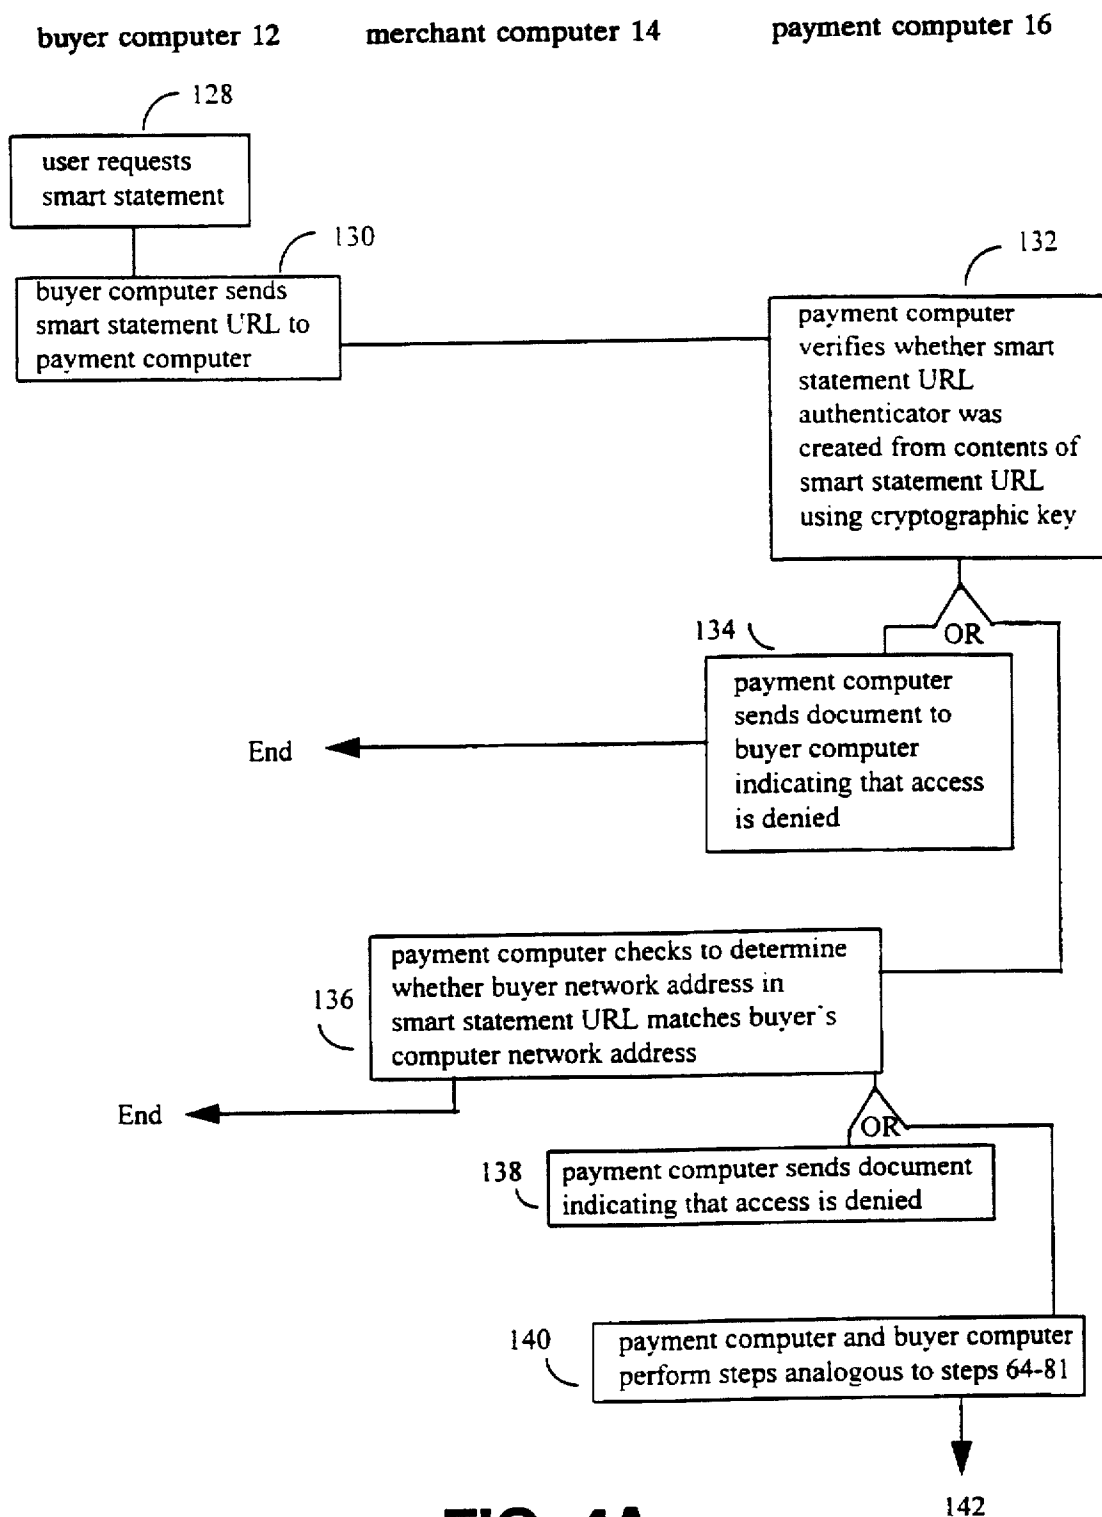 buyer computer 12 merchant computer 14 payment computer 16
128
user requests
smart statement
130
buyer computer sends
smart statement URL to
payment computer
132
payment computer
verifies whether smart
statement URL
authenticator was
created from contents of
smart statement URL
using cryptographic key
OR
134
payment computer
sends document to
buyer computer
indicating that access
is denied
End
136
payment computer checks to determine
whether buyer network address in
smart statement URL matches buyer's
computer network address
End
OR
138
payment computer sends document
indicating that access is denied
140
payment computer and buyer computer
perform steps analogous to steps 64-81
142
FIG. 4A